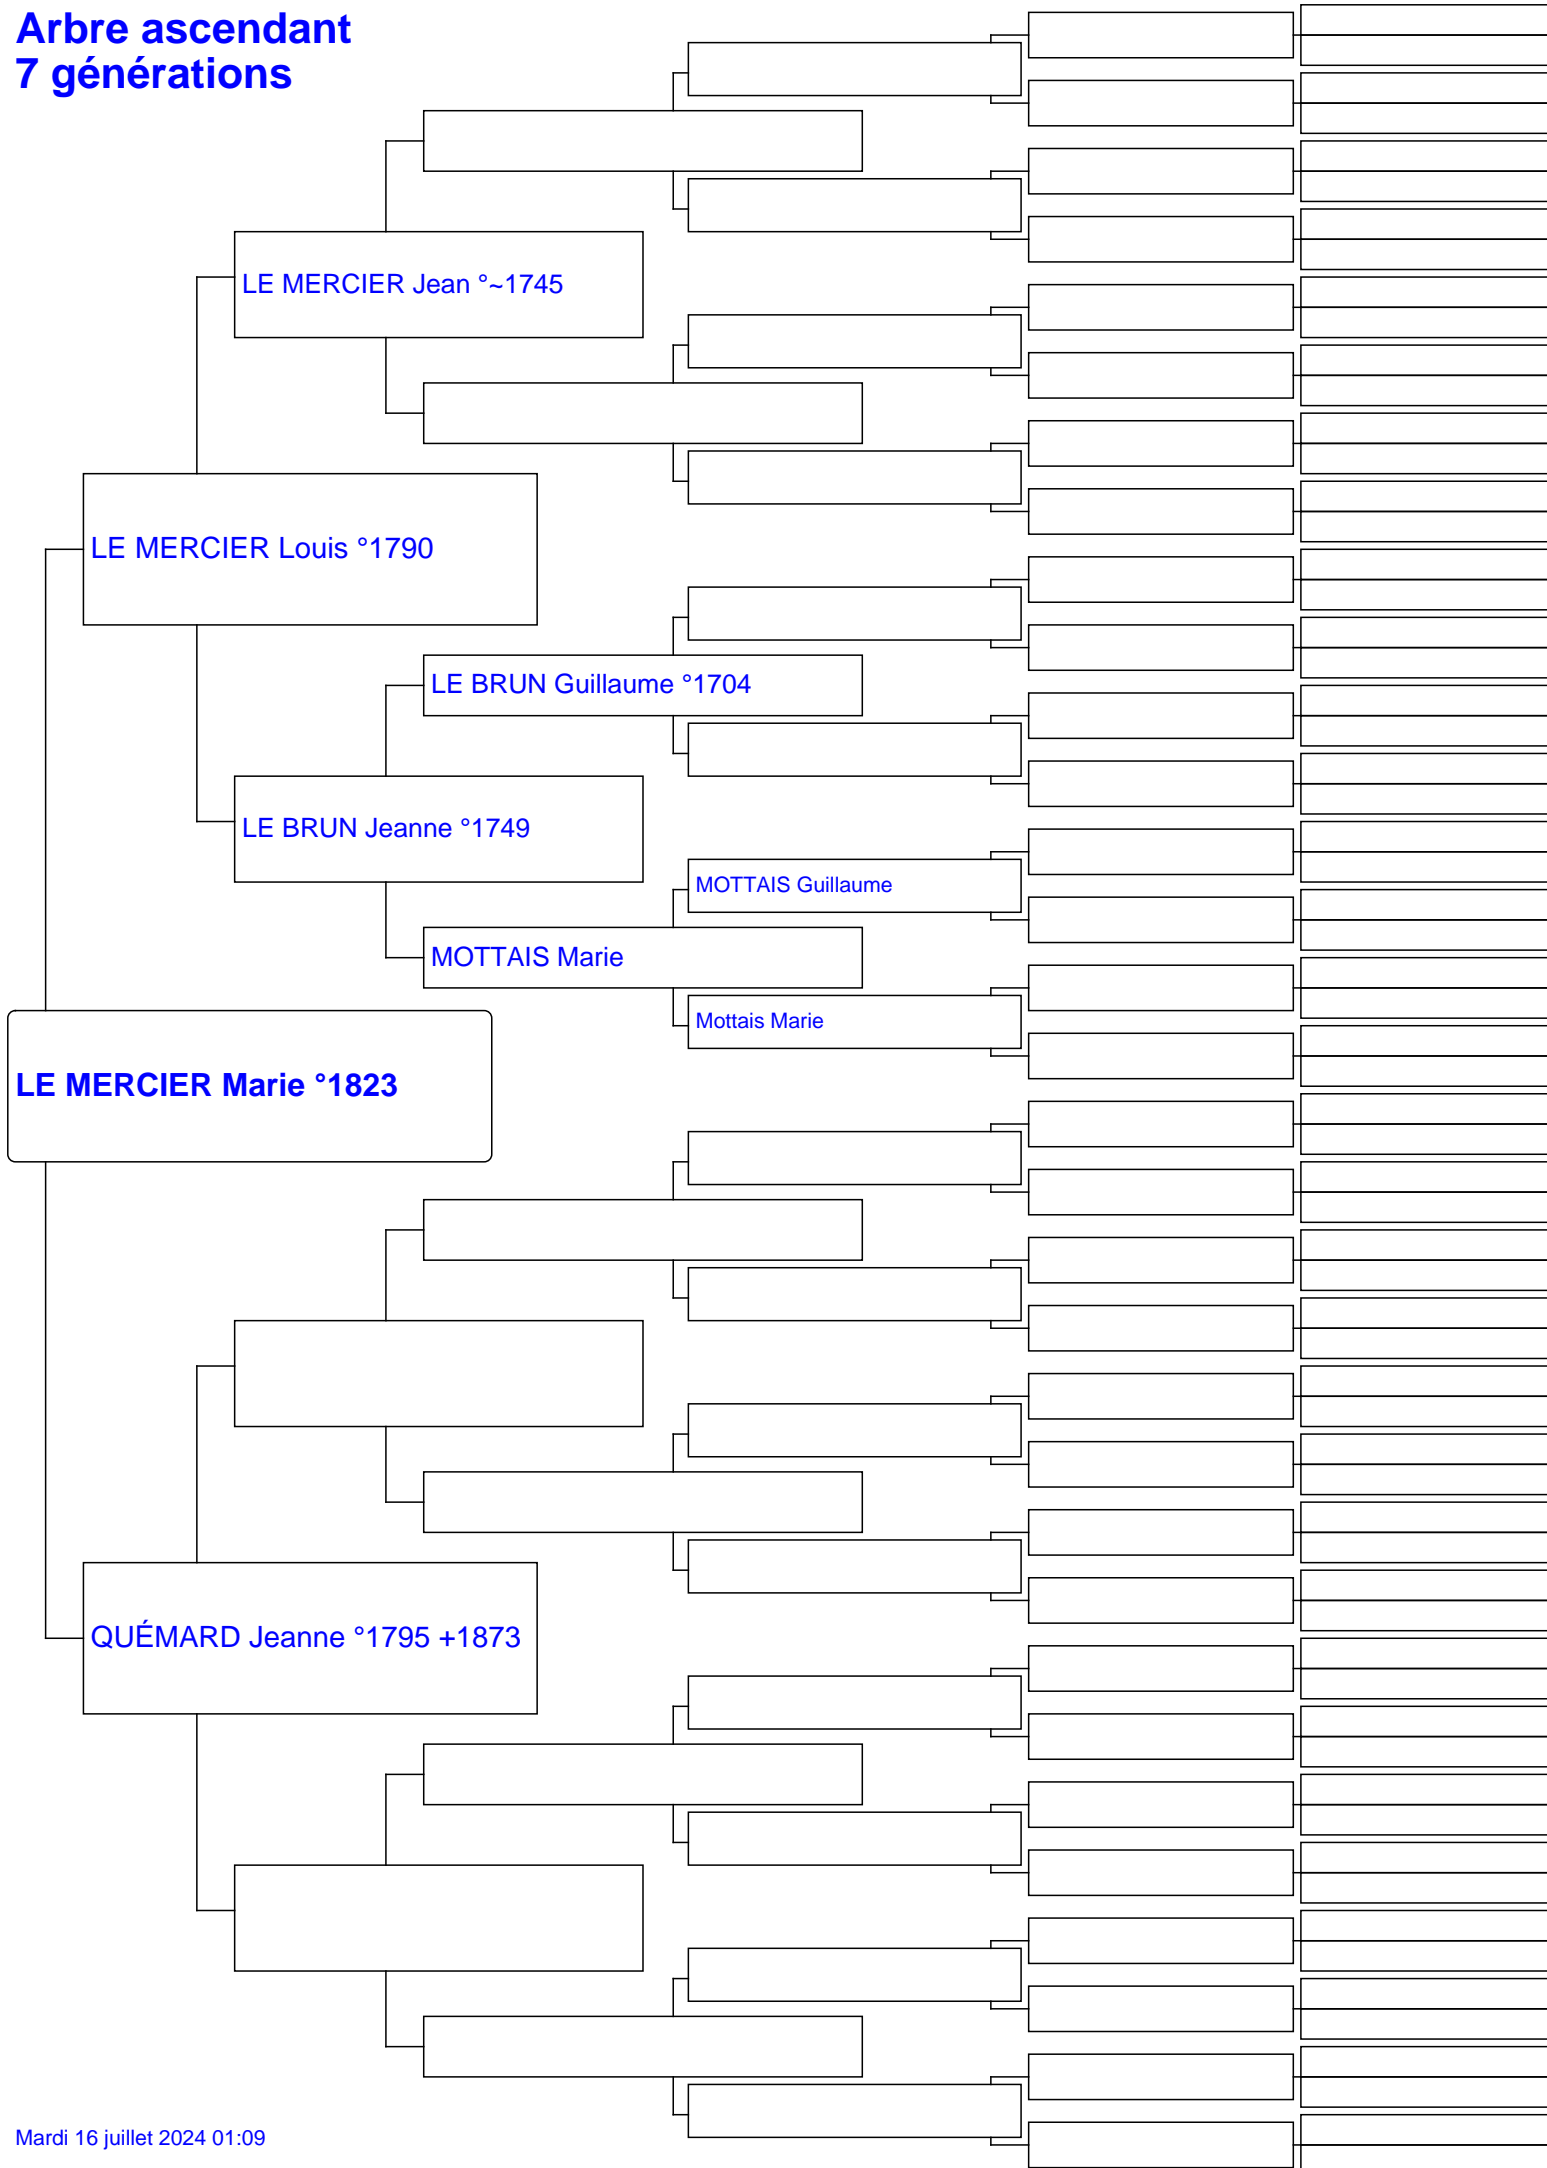 Arbre ascendant
7 générations
LE MERCIER Jean °~1745
LE MERCIER Louis °1790
LE BRUN Guillaume °1704
LE BRUN Jeanne °1749
MOTTAIS Guillaume
MOTTAIS Marie
Mottais Marie
LE MERCIER Marie °1823
QUÉMARD Jeanne °1795 +1873
Mardi 16 juillet 2024 01:09